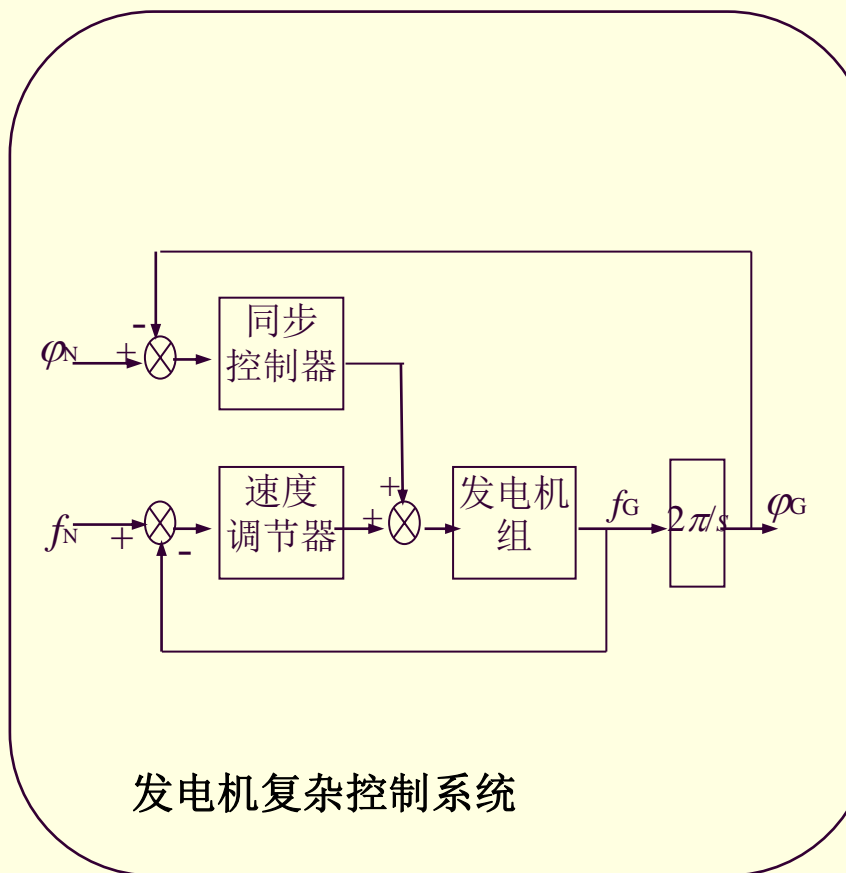 -
φN + 同步
控制器
+
fN + - 速度
调节器 + 发电机
组 fG 2π/s φG
发电机复杂控制系统